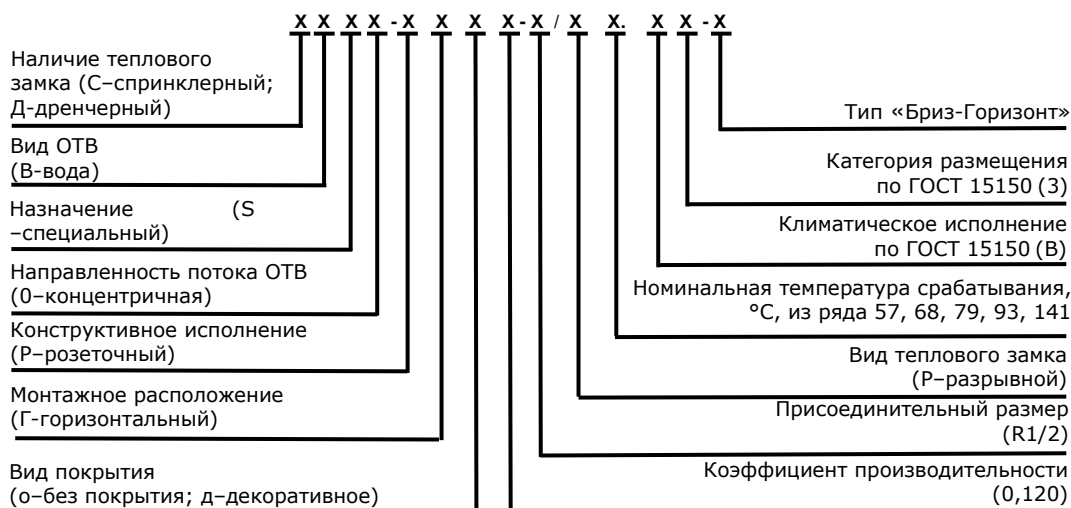 X X X X - X X X X - X / X X. X X - X
Наличие теплового
замка (С–спринклерный;
Д-дренчерный)
Вид ОТВ
(В-вода)
Назначение (S
–специальный)
Направленность потока ОТВ
(0–концентричная)
Конструктивное исполнение
(Р–розеточный)
Монтажное расположение
(Г-горизонтальный)
Вид покрытия
(о–без покрытия; д–декоративное)
Тип «Бриз-Горизонт»
Категория размещения
по ГОСТ 15150 (3)
Климатическое исполнение
по ГОСТ 15150 (В)
Номинальная температура срабатывания,
°С, из ряда 57, 68, 79, 93, 141
Вид теплового замка
(Р–разрывной)
Присоединительный размер
(R1/2)
Коэффициент производительности
(0,120)